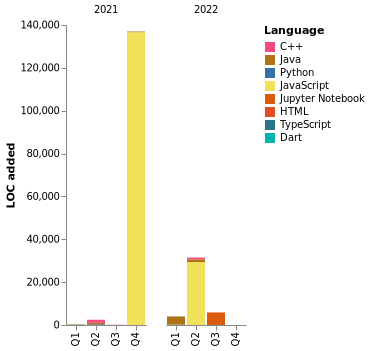 2021
2022
Language
C++
Java
Python
JavaScript
Jupyter Notebook
HTML
TypeScript
Dart
LOC added
140,000
120,000
100,000
80,000
60,000
40,000
20,000
0
Q1
Q2
Q3
Q4
Q1
Q2
Q3
Q4